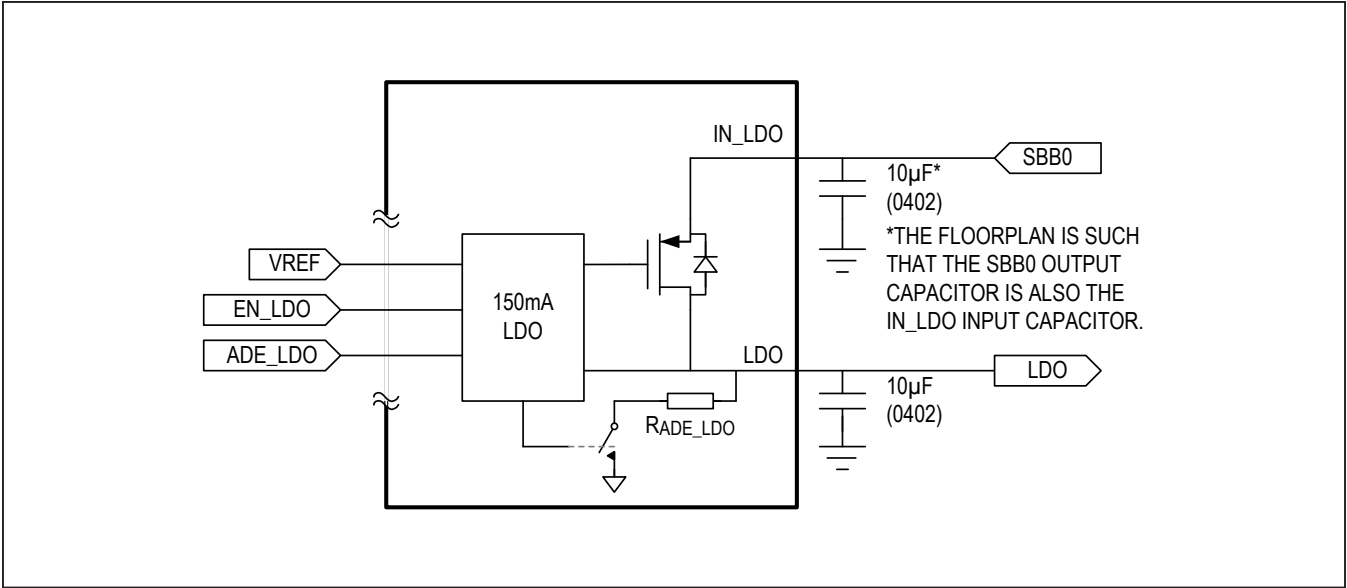 IN_LDO
SBB0
10µF*
(0402)
*THE FLOORPLAN IS SUCH
THAT THE SBB0 OUTPUT
CAPACITOR IS ALSO THE
IN_LDO INPUT CAPACITOR.
VREF
EN_LDO
ADE_LDO
150mA
LDO
LDO
LDO
10µF
(0402)
RADE_LDO